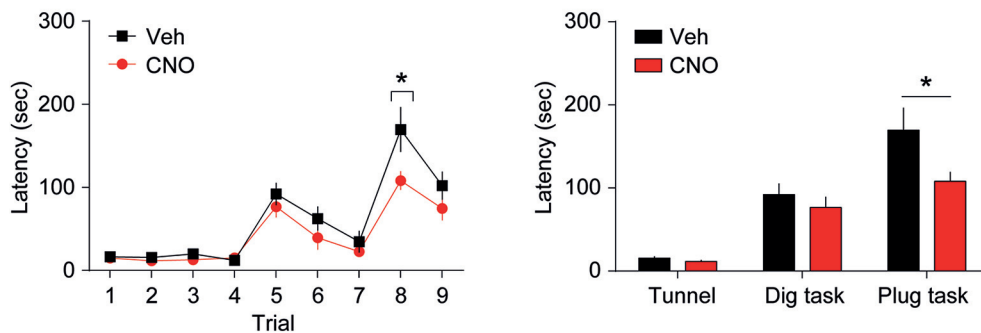 300
200
100
0
Latency (sec)
Veh
CNO
*
1 2 3 4 5 6 7 8 9
Trial
300
200
100
0
Latency (sec)
Veh
CNO
*
Tunnel Dig task Plug task